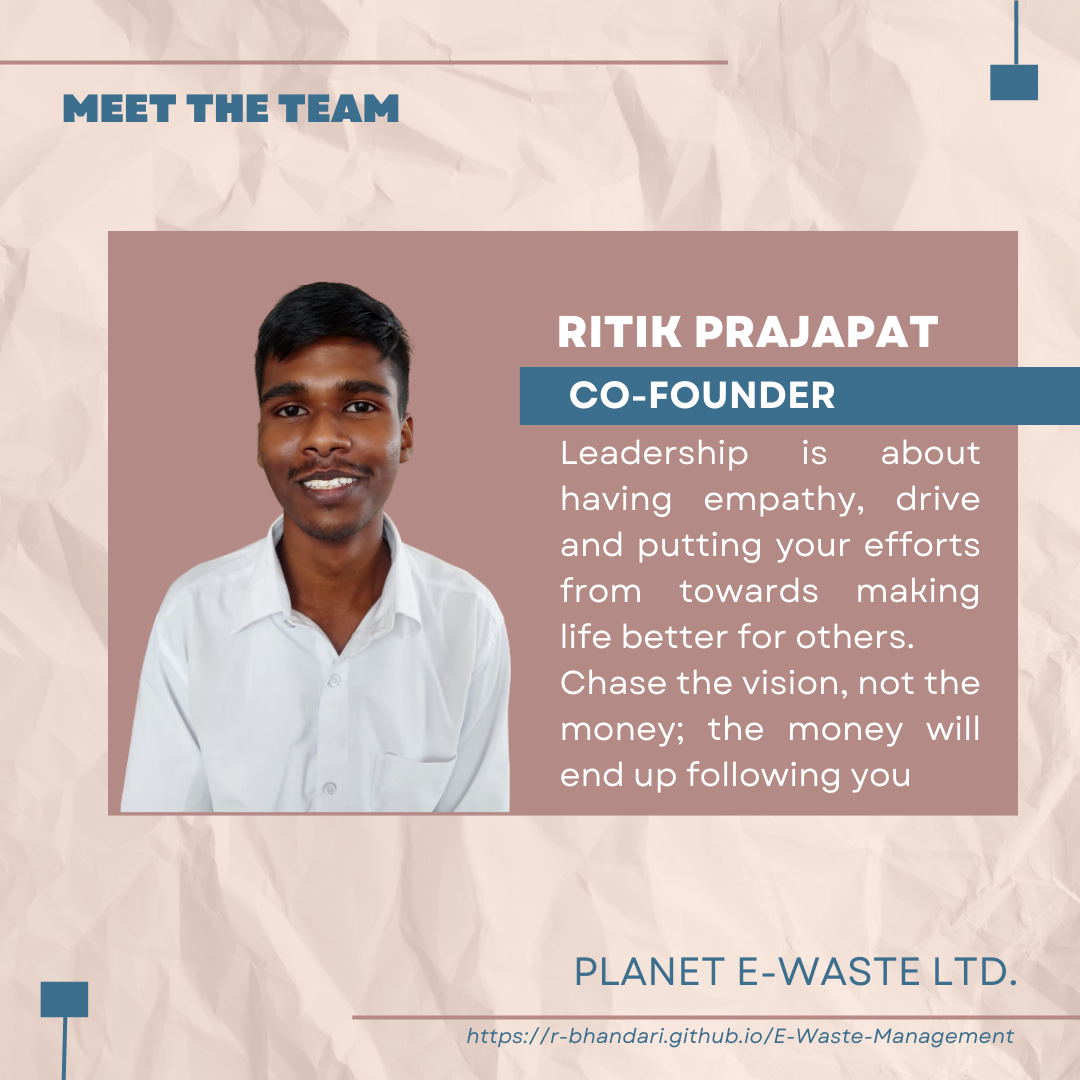 MEET THE TEAM
RITIK PRAJAPAT
CO-FOUNDER
Leadership is about
having empathy, drive
and putting your efforts
from towards making
life better for others.
Chase the vision, not the
money; the money will
end up following you
PLANET E-WASTE LTD.
https://r-bhandari.github.io/E-Waste-Management